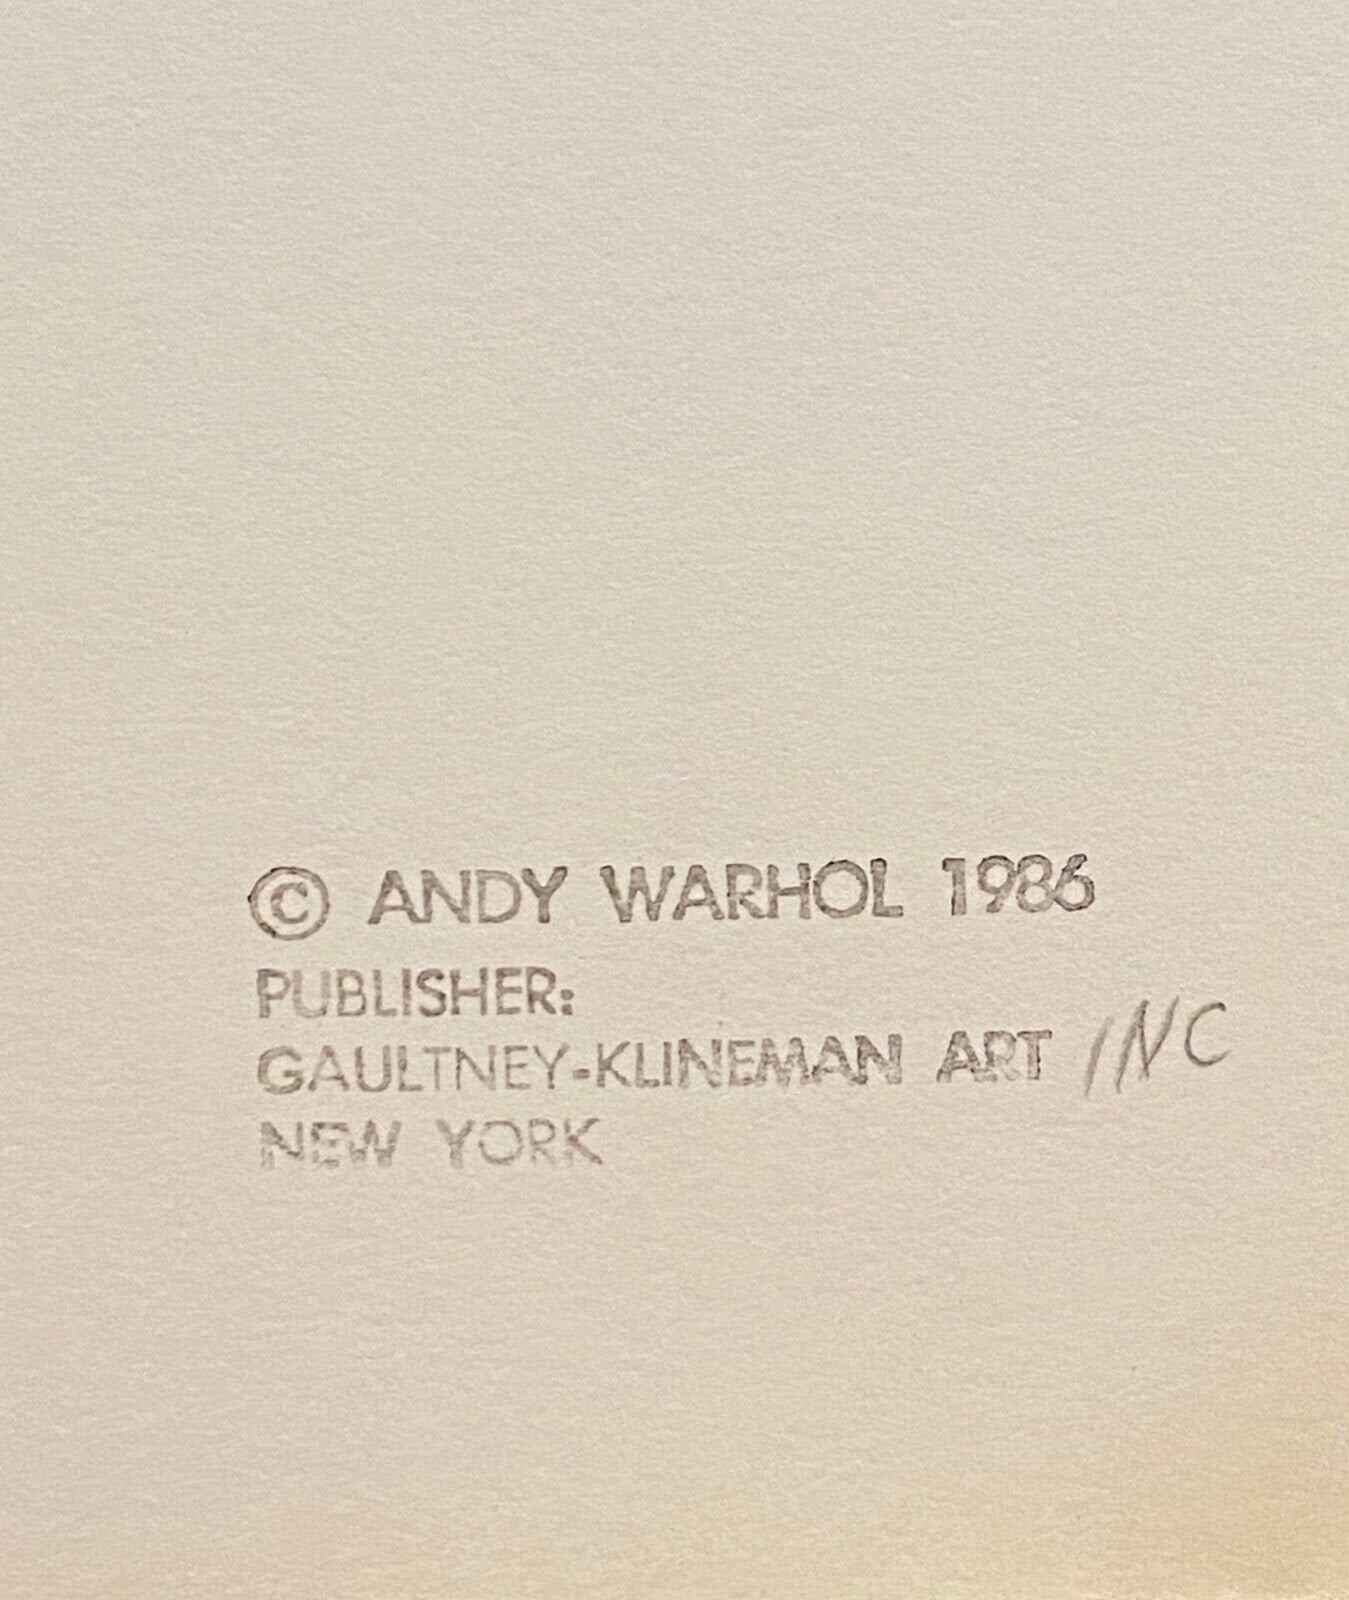 © ANDY WARHOL 1986
PUBLISHER:
GAULTNEY-KLINEMAN ART INC
NEW YORK